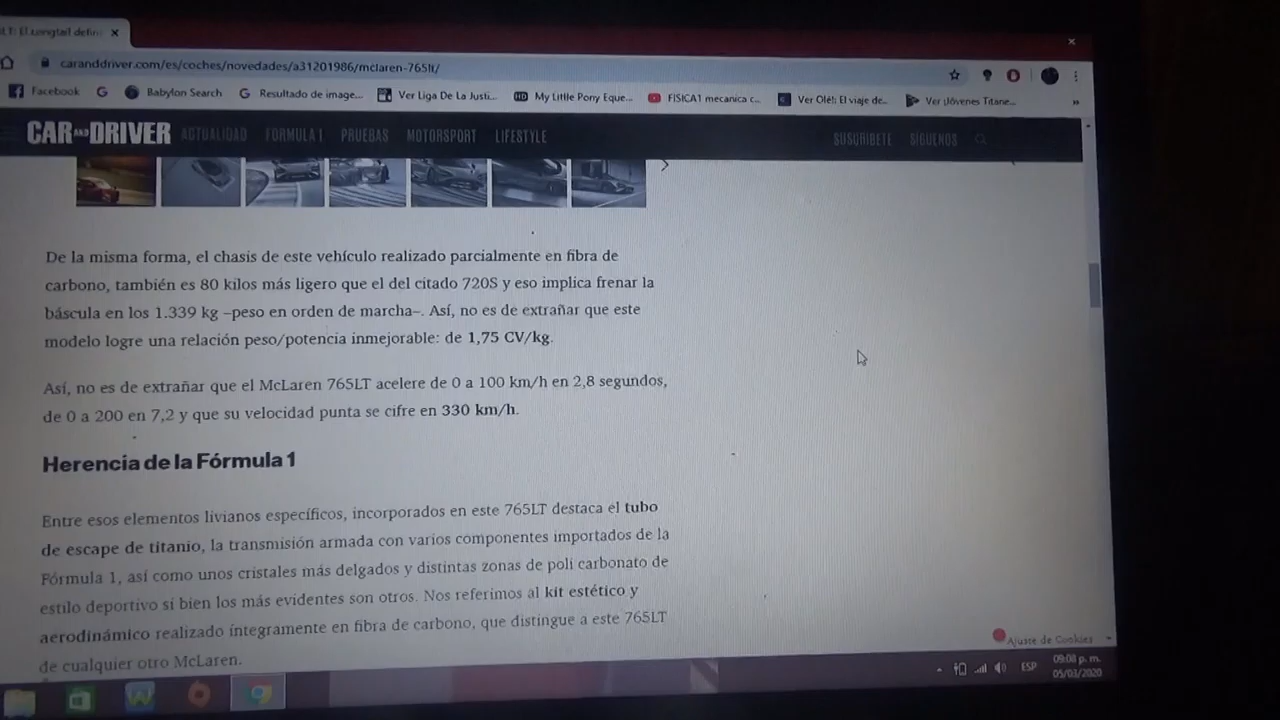 LT: El Longtail defin
caranddriver.com/es/coches/novedades/a31201986/mclaren-765lt/
Facebook G Babylon Search G Resultado de image... Ver Liga De La Justi... HD My Little Pony Eque... FISICA1 mecanica c... Ver Olé!: El viaje de... Ver ¡Jóvenes Titane... »
CAR AND DRIVER ACTUALIDAD FÓRMULA 1 PRUEBAS MOTORSPORT LIFESTYLE SUSCRÍBETE SÍGUENOS
De la misma forma, el chasis de este vehículo realizado parcialmente en fibra de
carbono, también es 80 kilos más ligero que el del citado 720S y eso implica frenar la
báscula en los 1.339 kg –peso en orden de marcha–. Así, no es de extrañar que este
modelo logre una relación peso/potencia inmejorable: de 1,75 CV/kg.
Así, no es de extrañar que el McLaren 765LT acelere de 0 a 100 km/h en 2,8 segundos,
de 0 a 200 en 7,2 y que su velocidad punta se cifre en 330 km/h.
Herencia de la Fórmula 1
Entre esos elementos livianos específicos, incorporados en este 765LT destaca el tubo
de escape de titanio, la transmisión armada con varios componentes importados de la
Fórmula 1, así como unos cristales más delgados y distintas zonas de poli carbonato de
estilo deportivo si bien los más evidentes son otros. Nos referimos al kit estético y
aerodinámico realizado íntegramente en fibra de carbono, que distingue a este 765LT
de cualquier otro McLaren.
Ajuste de Cookies
ESP 09:08 p. m.
05/03/2020